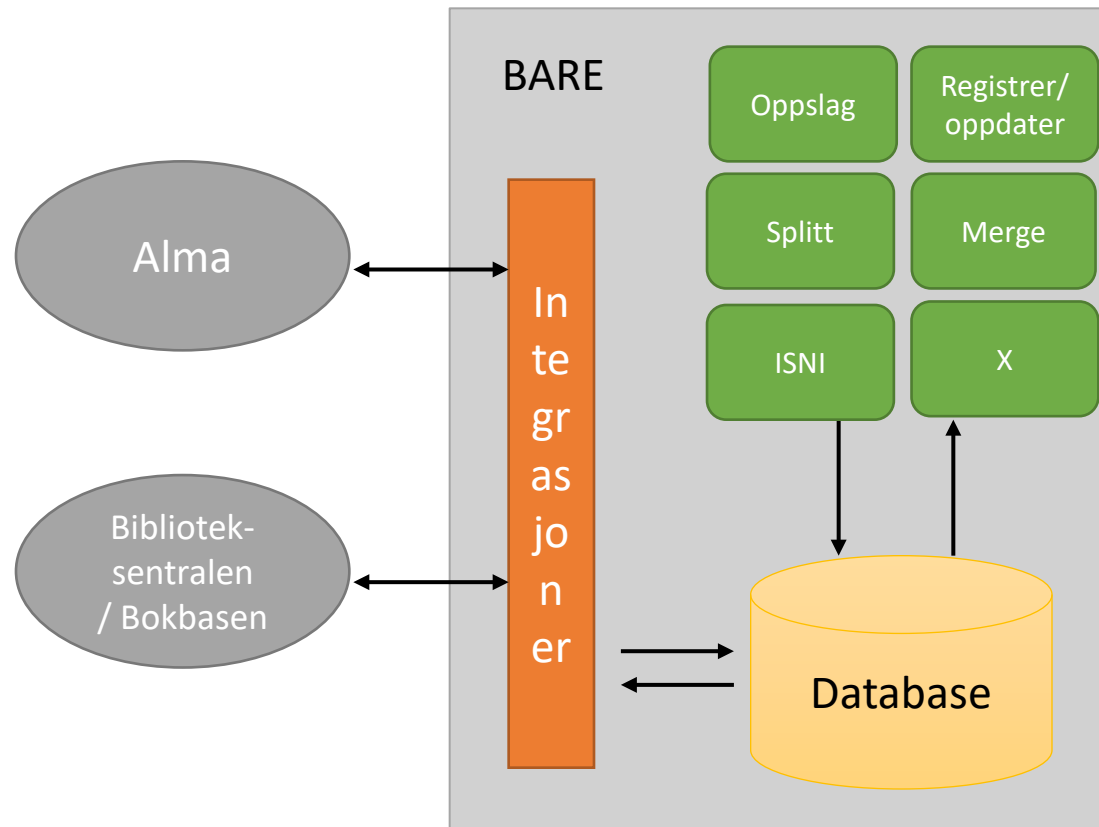 BARE
Oppslag
Registrer/
oppdater
Alma
Splitt
Merge
In
te
gr
as
jo
n
er
ISNI
X
Bibliotek-
sentralen
/ Bokbasen
Database